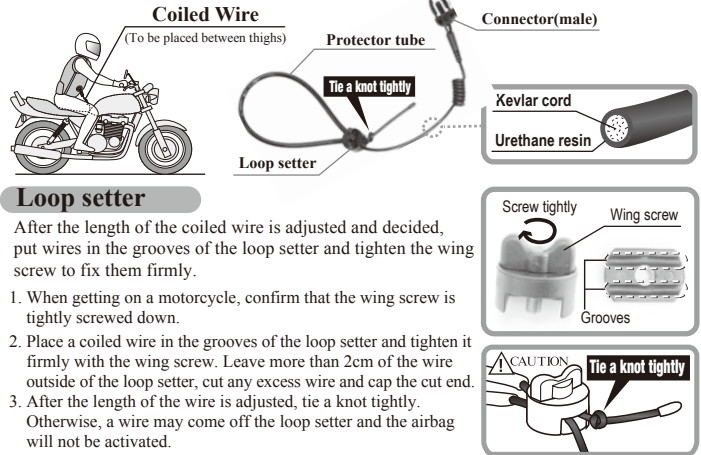 Coiled Wire
(To be placed between thighs)
Connector(male)
Protector tube
Tie a knot tightly
Loop setter
Kevlar cord
Urethane resin
Loop setter
After the length of the coiled wire is adjusted and decided,
put wires in the grooves of the loop setter and tighten the wing
screw to fix them firmly.
1. When getting on a motorcycle, confirm that the wing screw is
tightly screwed down.
2. Place a coiled wire in the grooves of the loop setter and tighten it
firmly with the wing screw. Leave more than 2cm of the wire
outside of the loop setter, cut any excess wire and cap the cut end.
3. After the length of the wire is adjusted, tie a knot tightly.
Otherwise, a wire may come off the loop setter and the airbag
will not be activated.
Screw tightly
Wing screw
Grooves
CAUTION
Tie a knot tightly